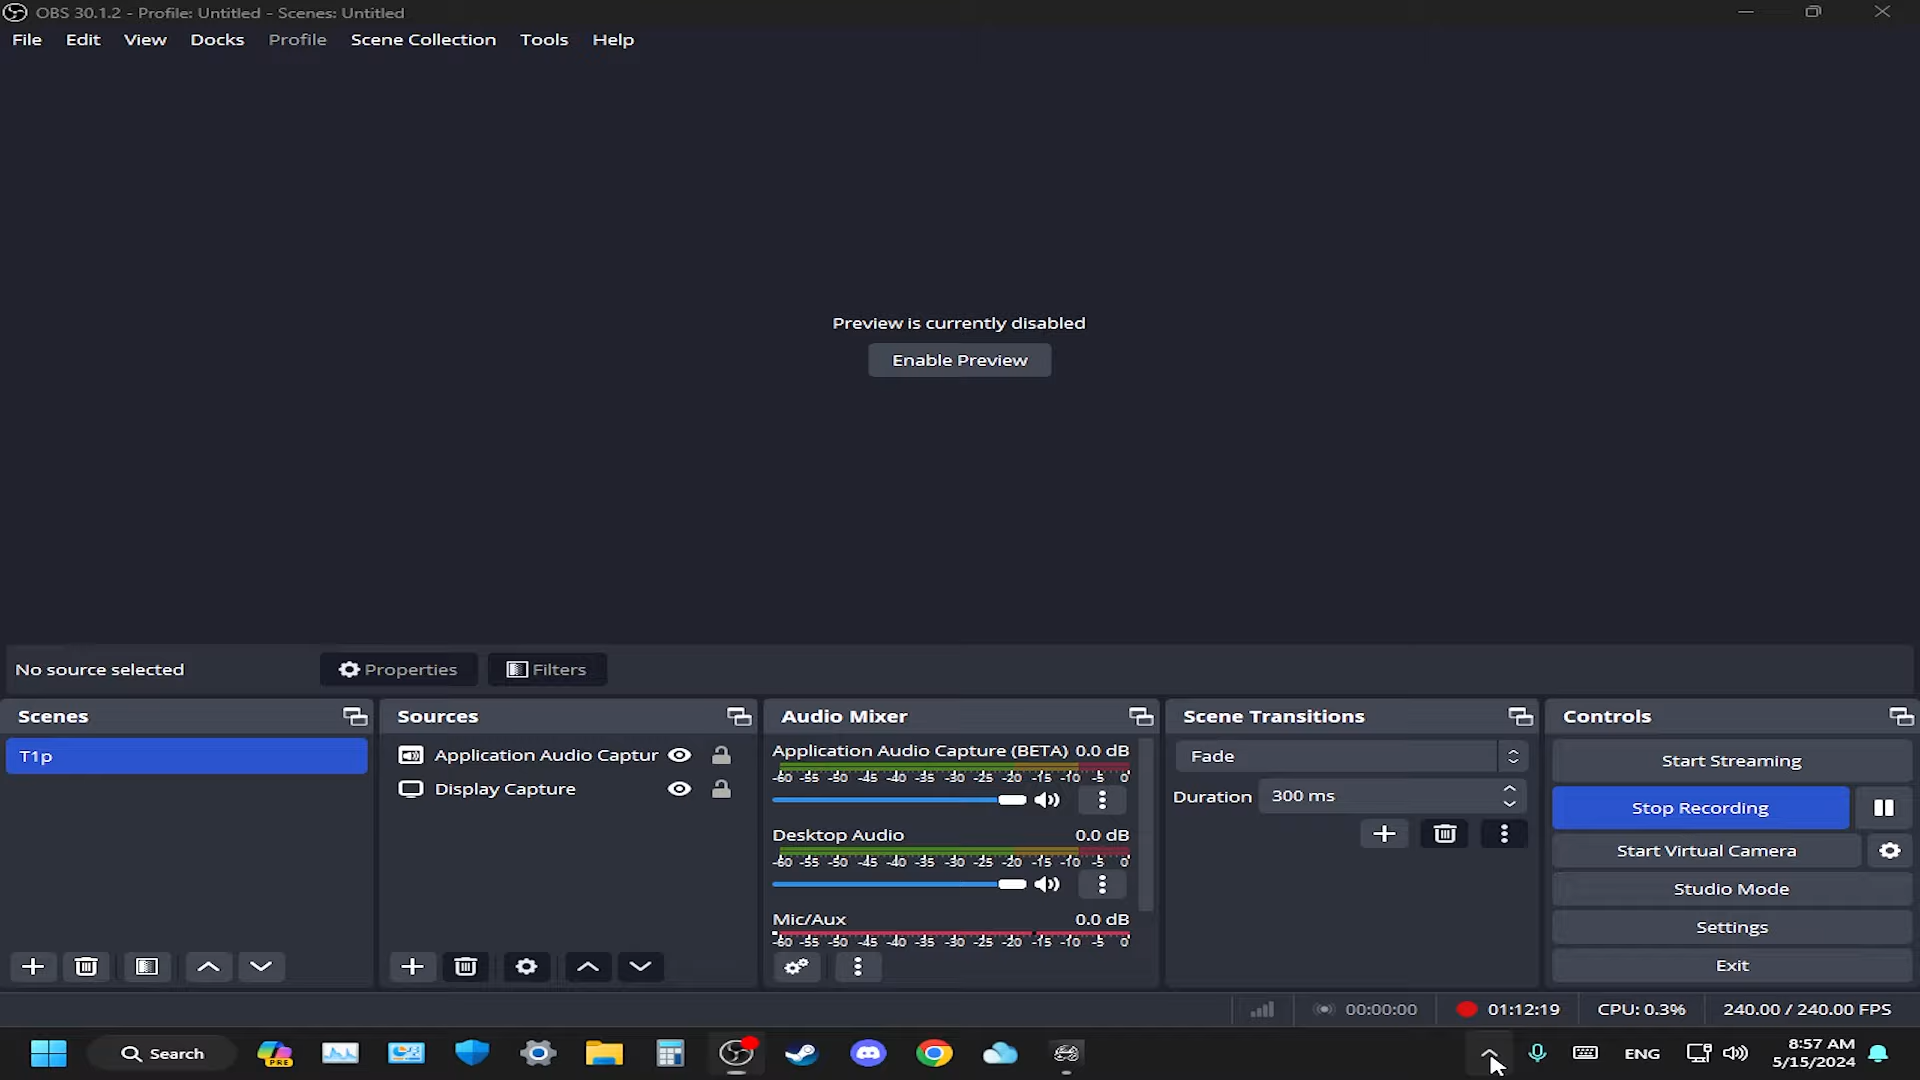 OBS 30.1.2 - Profile: Untitled - Scenes: Untitled
File Edit View Docks Profile Scene Collection Tools Help
Preview is currently disabled
Enable Preview
No source selected
Properties
Filters
Scenes
T1p
Sources
Application Audio Captur
Display Capture
Audio Mixer
Application Audio Capture (BETA) 0.0 dB
-60 -55 -50 -45 -40 -35 -30 -25 -20 -15 -10 -5 0
Desktop Audio 0.0 dB
-60 -55 -50 -45 -40 -35 -30 -25 -20 -15 -10 -5 0
Mic/Aux 0.0 dB
-60 -55 -50 -45 -40 -35 -30 -25 -20 -15 -10 -5 0
Scene Transitions
Fade
Duration 300 ms
Controls
Start Streaming
Stop Recording
Start Virtual Camera
Studio Mode
Settings
Exit
00:00:00
01:12:19
CPU: 0.3%
240.00 / 240.00 FPS
Search
PRE
ENG
8:57 AM
5/15/2024